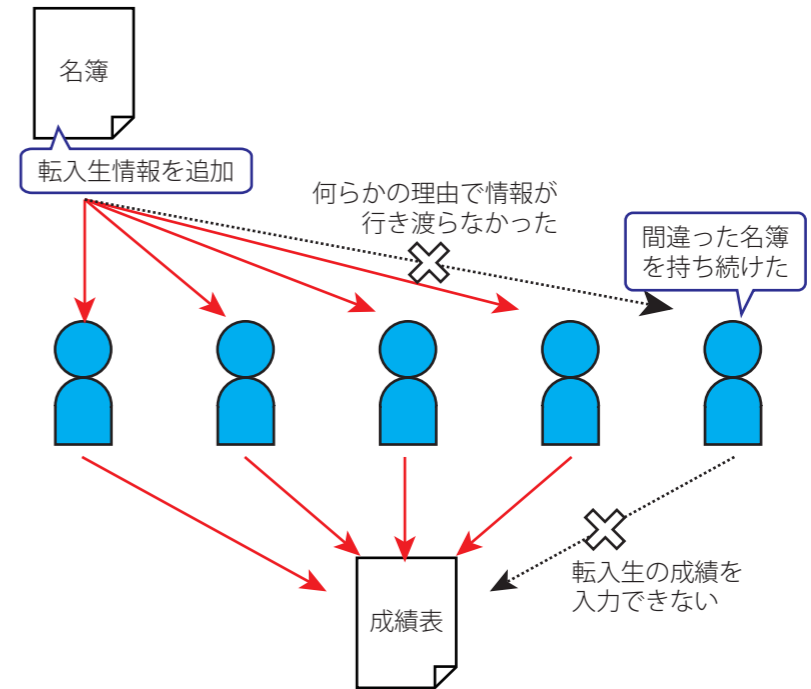 名簿
転入生情報を追加
何らかの理由で情報が
行き渡らなかった
間違った名簿
を持ち続けた
転入生の成績を
入力できない
成績表